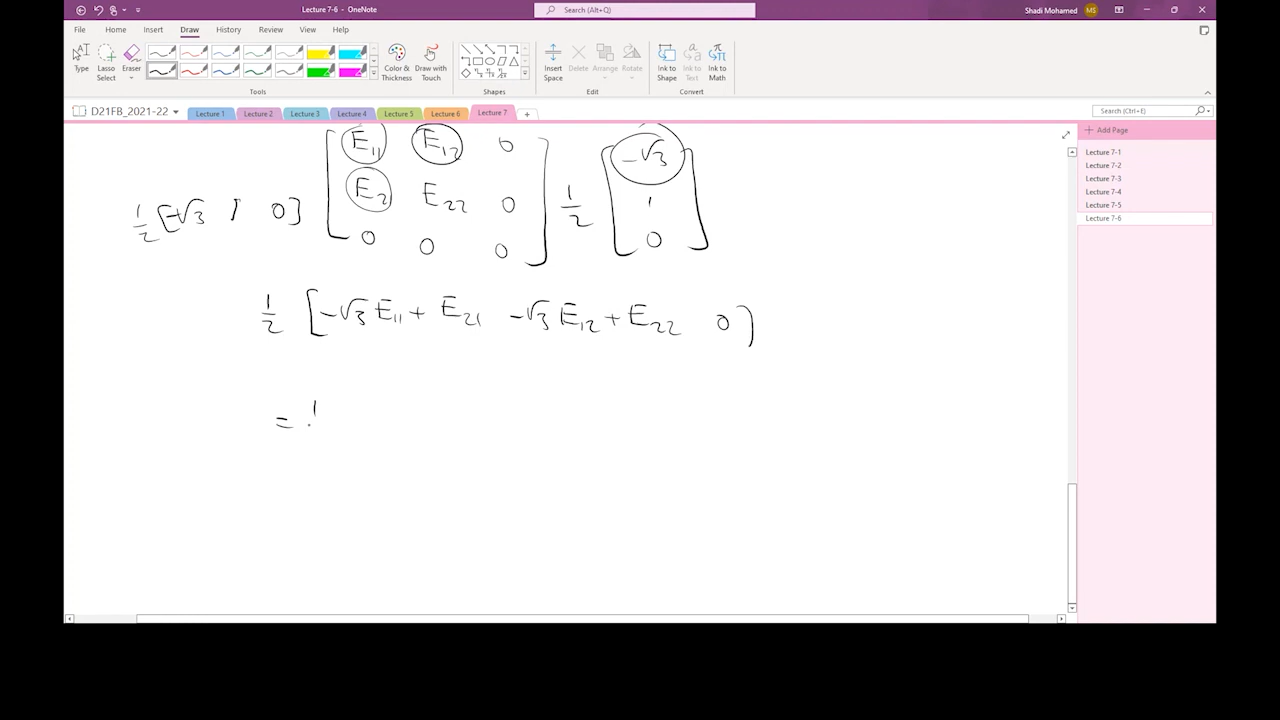 Lecture 7-6 - OneNote
Search (Alt+Q)
Shadi Mohamed MS
File Home Insert Draw History Review View Help
Type Lasso Select Eraser Color & Thickness Draw with Touch Insert Space Delete Arrange Rotate Ink to Shape Ink to Text Ink to Math
Tools Shapes Edit Convert
D21FB_2021-22 Lecture 1 Lecture 2 Lecture 3 Lecture 4 Lecture 5 Lecture 6 Lecture 7 +
Search (Ctrl+E)
Add Page
Lecture 7-1
Lecture 7-2
Lecture 7-3
Lecture 7-4
Lecture 7-5
Lecture 7-6
E11 E12 0 -√3
1/2 [-√3 1 0] E2 E22 0 1/2 1
0 0 0 0
1/2 [-√3 E11 + E21 -√3 E12 + E22 0]
=